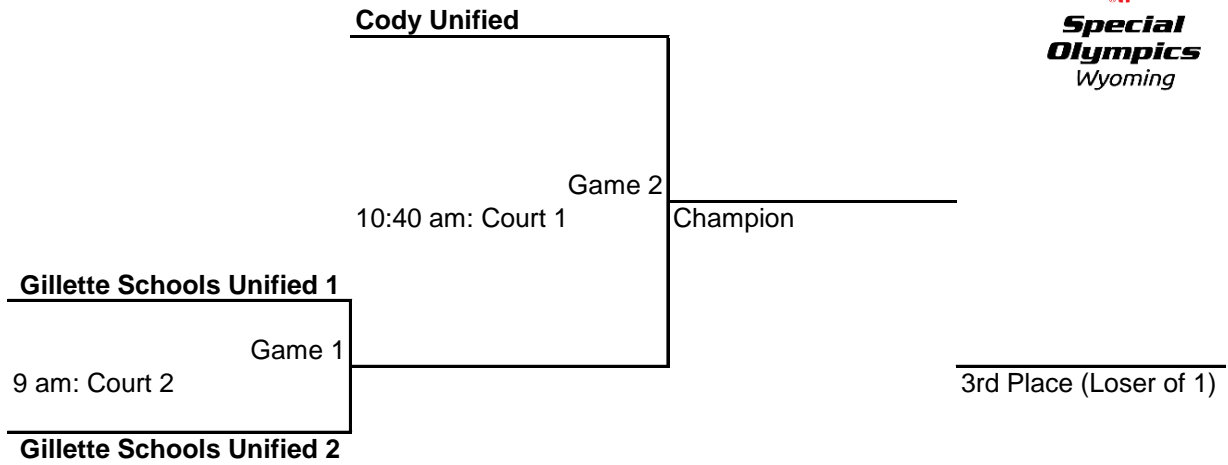 Cody Unified
Special
Olympics
Wyoming
Game 2
10:40 am: Court 1
Champion
Gillette Schools Unified 1
Game 1
9 am: Court 2
3rd Place (Loser of 1)
Gillette Schools Unified 2